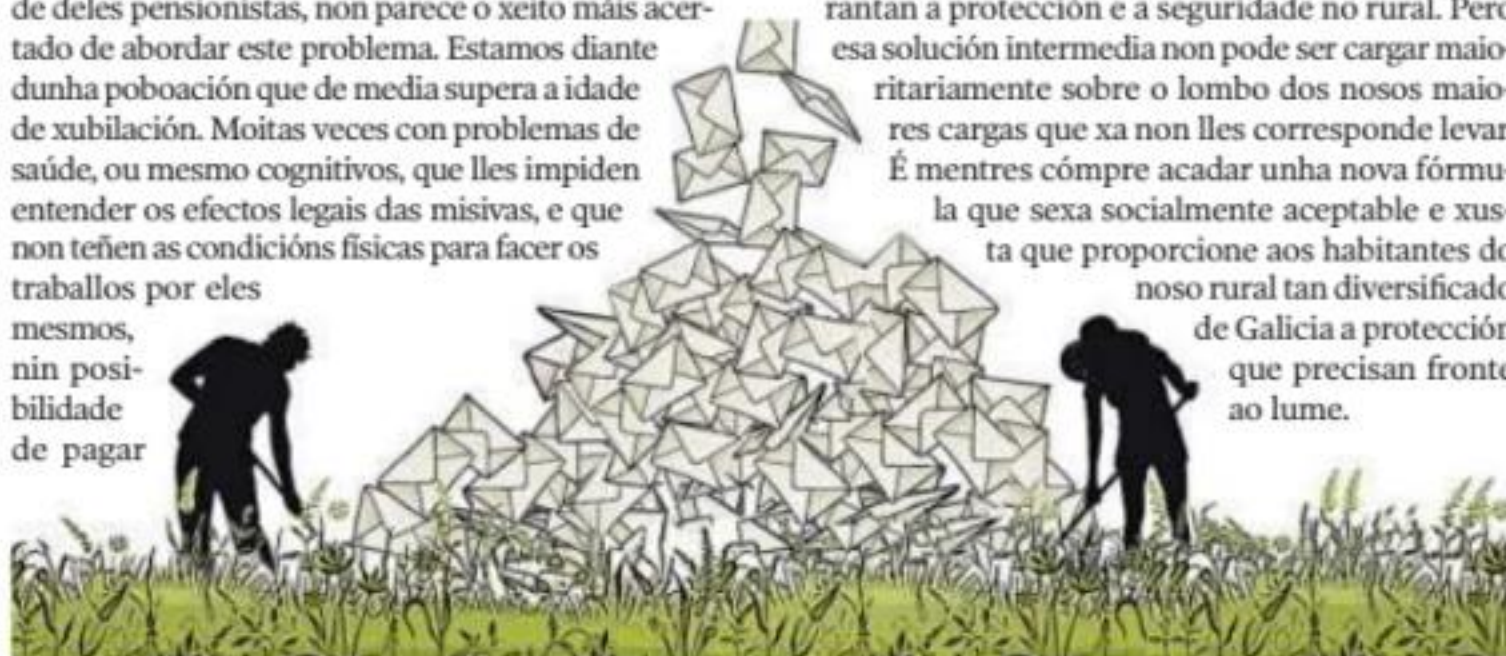 de deles pensionistas, non parece o xeito máis acer-
tado de abordar este problema. Estamos diante
dunha poboación que de media supera a idade
de xubilación. Moitas veces con problemas de
saúde, ou mesmo cognitivos, que lles impiden
entender os efectos legais das misivas, e que
non teñen as condicións físicas para facer os
traballos por eles
mesmos,
nin posi-
bilidade
de pagar
rantan a protección e a seguridade no rural. Pero
esa solución intermedia non pode ser cargar maio-
ritariamente sobre o lombo dos nosos maio-
res cargas que xa non lles corresponde levar
É mentres cómpre acadar unha nova fórmu-
la que sexa socialmente aceptable e xus-
ta que proporcione aos habitantes do
noso rural tan diversificado
de Galicia a protección
que precisan fronte
ao lume.